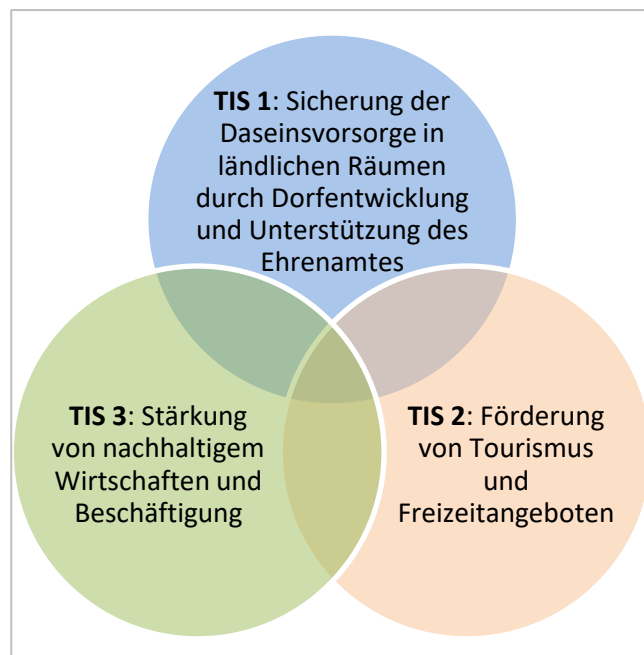 TIS 1: Sicherung der
Daseinsvorsorge in
ländlichen Räumen
durch Dorfentwicklung
und Unterstützung des
Ehrenamtes
TIS 3: Stärkung
von nachhaltigem
Wirtschaften und
Beschäftigung
TIS 2: Förderung
von Tourismus
und
Freizeitangeboten